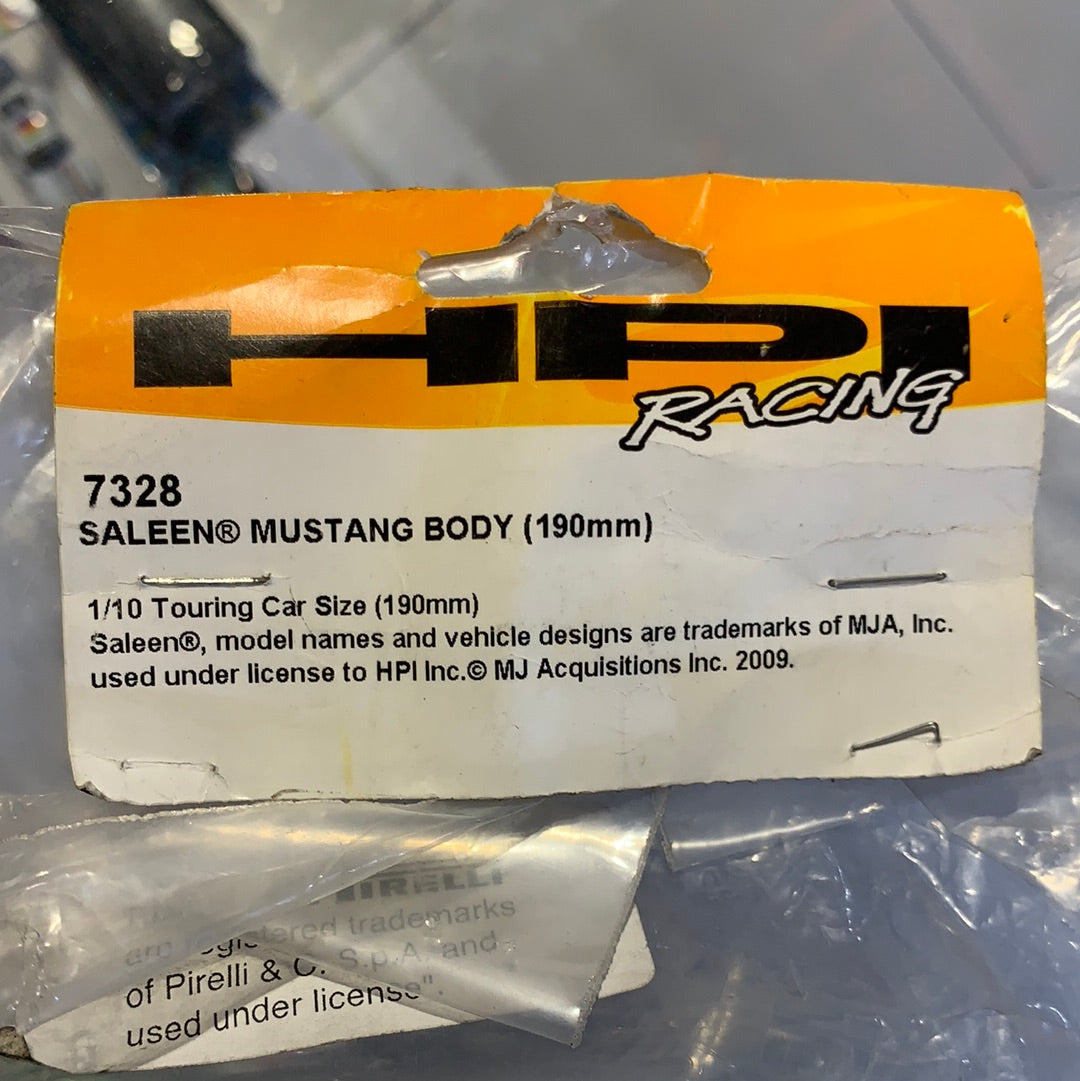 HPI
RACING
7328
SALEEN® MUSTANG BODY (190mm)
1/10 Touring Car Size (190mm)
Saleen®, model names and vehicle designs are trademarks of MJA, Inc.
used under license to HPI Inc.© MJ Acquisitions Inc. 2009.
PIRELLI
registered trademarks
of Pirelli & C. S.p.A. and
used under license".